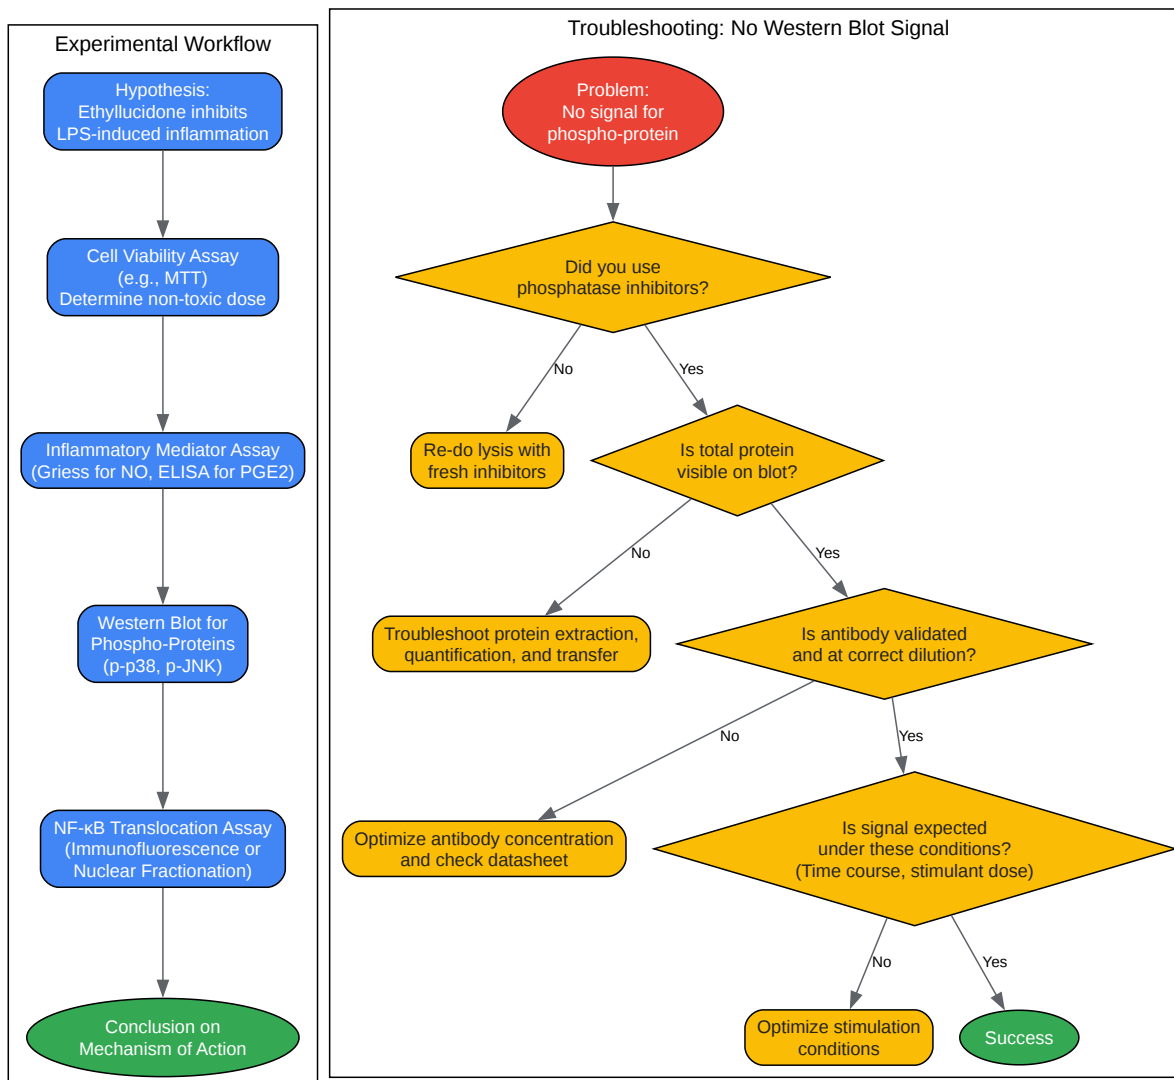 Experimental Workflow
Hypothesis:
Ethyllucidone inhibits
LPS-induced inflammation
Cell Viability Assay
(e.g., MTT)
Determine non-toxic dose
Inflammatory Mediator Assay
(Griess for NO, ELISA for PGE2)
Western Blot for
Phospho-Proteins
(p-p38, p-JNK)
NF-κB Translocation Assay
(Immunofluorescence or
Nuclear Fractionation)
Conclusion on
Mechanism of Action
Troubleshooting: No Western Blot Signal
Problem:
No signal for
phospho-protein
Did you use
phosphatase inhibitors?
No
Yes
Re-do lysis with
fresh inhibitors
Is total protein
visible on blot?
No
Yes
Troubleshoot protein extraction,
quantification, and transfer
Is antibody validated
and at correct dilution?
No
Yes
Optimize antibody concentration
and check datasheet
Is signal expected
under these conditions?
(Time course, stimulant dose)
No
Yes
Optimize stimulation
conditions
Success